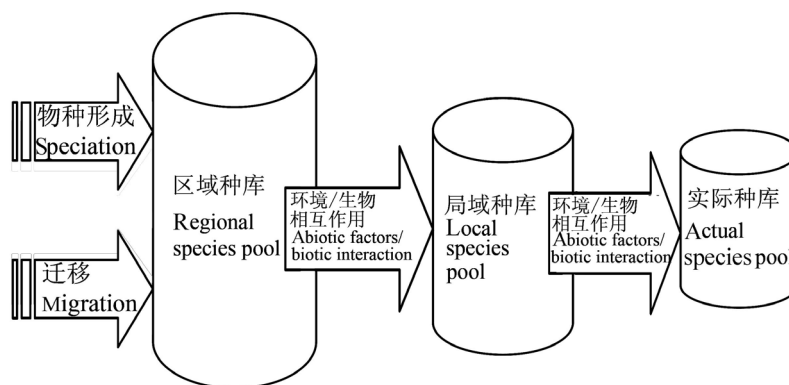 物种形成
Speciation
迁移
Migration
区域种库
Regional
species pool
环境/生物
相互作用
Abiotic factors/
biotic interaction
局域种库
Local
species
pool
环境/生物
相互作用
Abiotic factors/
biotic interaction
实际种库
Actual
species pool